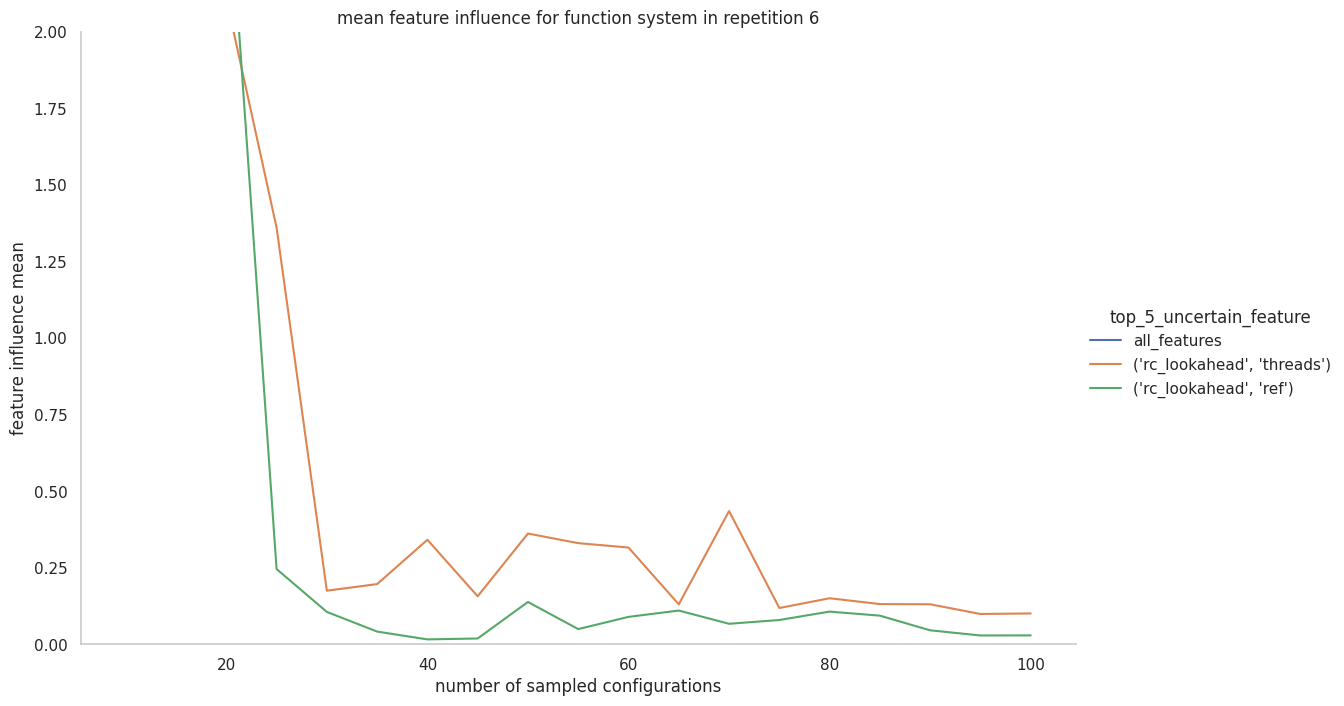 mean feature influence for function system in repetition 6
2.00
1.75
1.50
1.25
1.00
0.75
0.50
0.25
0.00
feature influence mean
20
40
60
80
100
number of sampled configurations
top_5_uncertain_feature
all_features
('rc_lookahead', 'threads')
('rc_lookahead', 'ref')